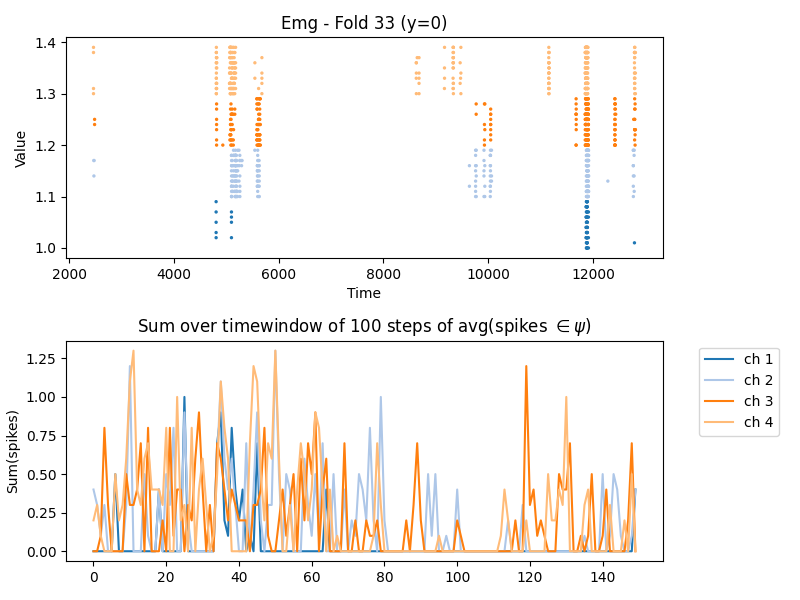 Emg - Fold 33 (y=0)
1.4
1.3
1.2
1.1
1.0
Value
2000 4000 6000 8000 10000 12000
Time
Sum over timewindow of 100 steps of avg(spikes ∈ ψ)
1.25
1.00
0.75
0.50
0.25
0.00
Sum(spikes)
0 20 40 60 80 100 120 140
ch 1
ch 2
ch 3
ch 4